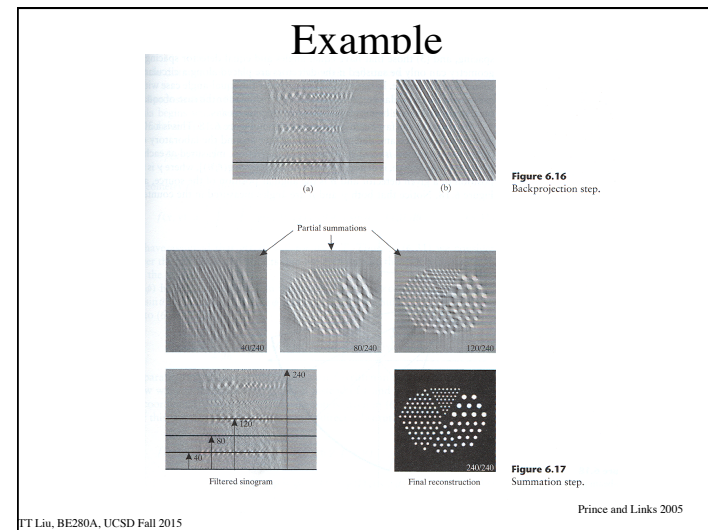 Example
(a)
(b)
Figure 6.16
Backprojection step.
Partial summations
40/240
80/240
120/240
240
120
80
40
240/240
Filtered sinogram
Final reconstruction
Figure 6.17
Summation step.
Prince and Links 2005
TT Liu, BE280A, UCSD Fall 2015